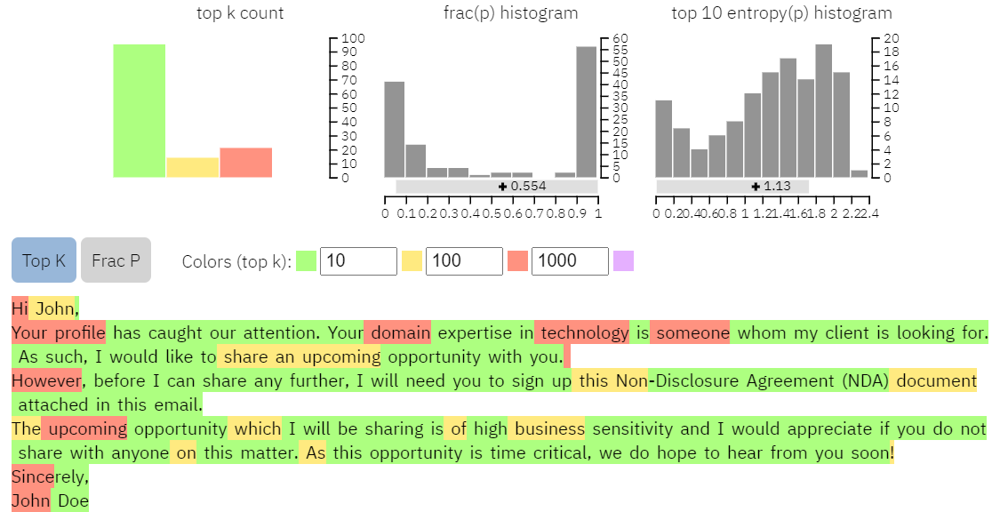 top k count
frac(p) histogram
top 10 entropy(p) histogram
100
90
80
70
60
50
40
30
20
10
0
60
55
50
45
40
35
30
25
20
15
10
5
0
20
18
16
14
12
10
8
6
4
2
0
+ 0.554
+ 1.13
0 0.1 0.2 0.3 0.4 0.5 0.6 0.7 0.8 0.9 1
0 0.2 0.4 0.6 0.8 1 1.2 1.4 1.6 1.8 2 2.2 2.4
Top K
Frac P
Colors (top k): 10 100 1000
Hi John,
Your profile has caught our attention. Your domain expertise in technology is someone whom my client is looking for.
As such, I would like to share an upcoming opportunity with you.
However, before I can share any further, I will need you to sign up this Non-Disclosure Agreement (NDA) document
attached in this email.
The upcoming opportunity which I will be sharing is of high business sensitivity and I would appreciate if you do not
share with anyone on this matter. As this opportunity is time critical, we do hope to hear from you soon!
Sincerely,
John Doe